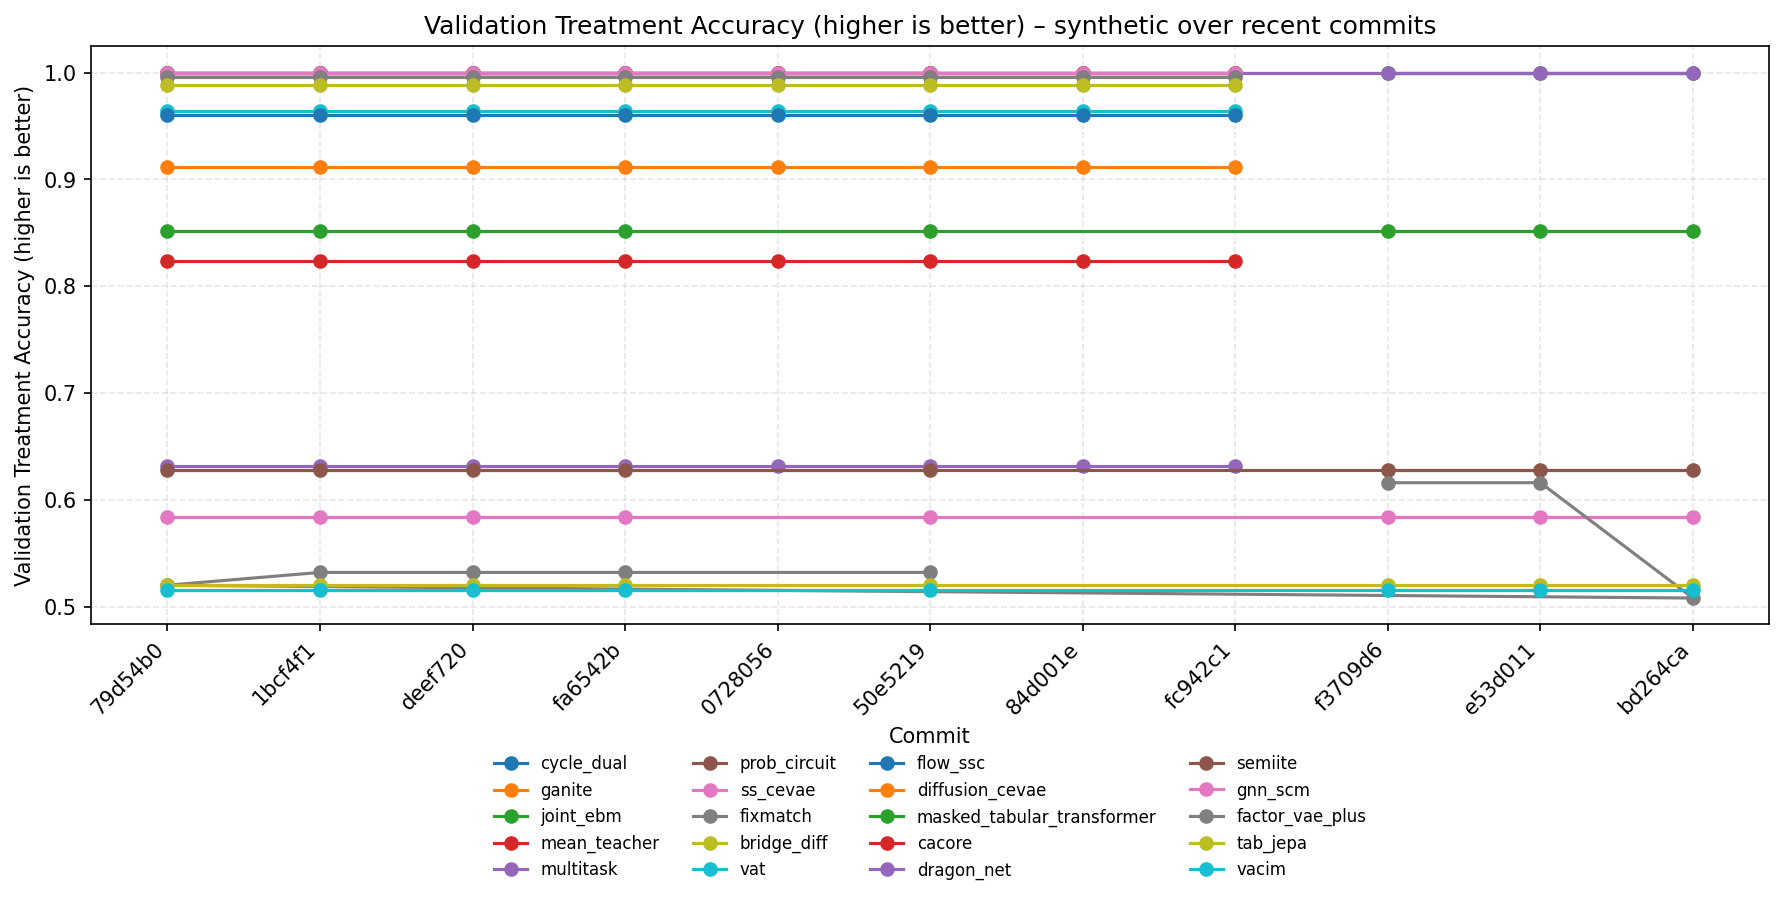 Validation Treatment Accuracy (higher is better) – synthetic over recent commits
Validation Treatment Accuracy (higher is better)
1.0
0.9
0.8
0.7
0.6
0.5
79d54b0
1bcf4f1
deef720
fa6542b
0728056
50e5219
84d001e
fc942c1
f3709d6
e53d011
bd264ca
Commit
cycle_dual
ganite
joint_ebm
mean_teacher
multitask
prob_circuit
ss_cevae
fixmatch
bridge_diff
vat
flow_ssc
diffusion_cevae
masked_tabular_transformer
cacore
dragon_net
semiite
gnn_scm
factor_vae_plus
tab_jepa
vacim